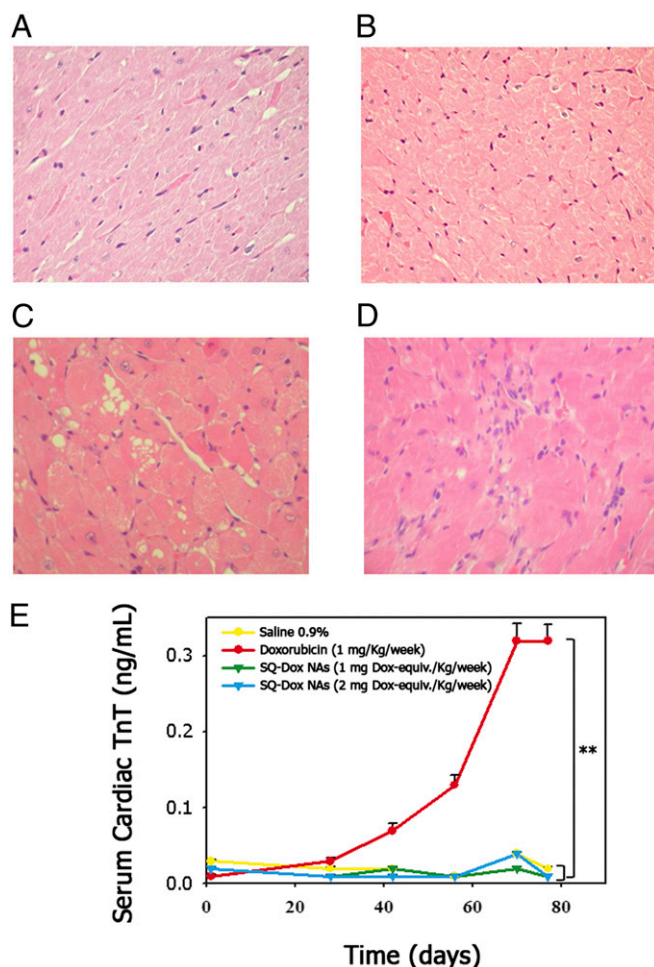 A
B
C
D
E
Serum Cardiac TnT (ng/mL)
0.3
0.2
0.1
0.0
Saline 0.9%
Doxorubicin (1 mg/Kg/week)
SQ-Dox NAs (1 mg Dox-equiv./Kg/week)
SQ-Dox NAs (2 mg Dox-equiv./Kg/week)
**
0 20 40 60 80
Time (days)